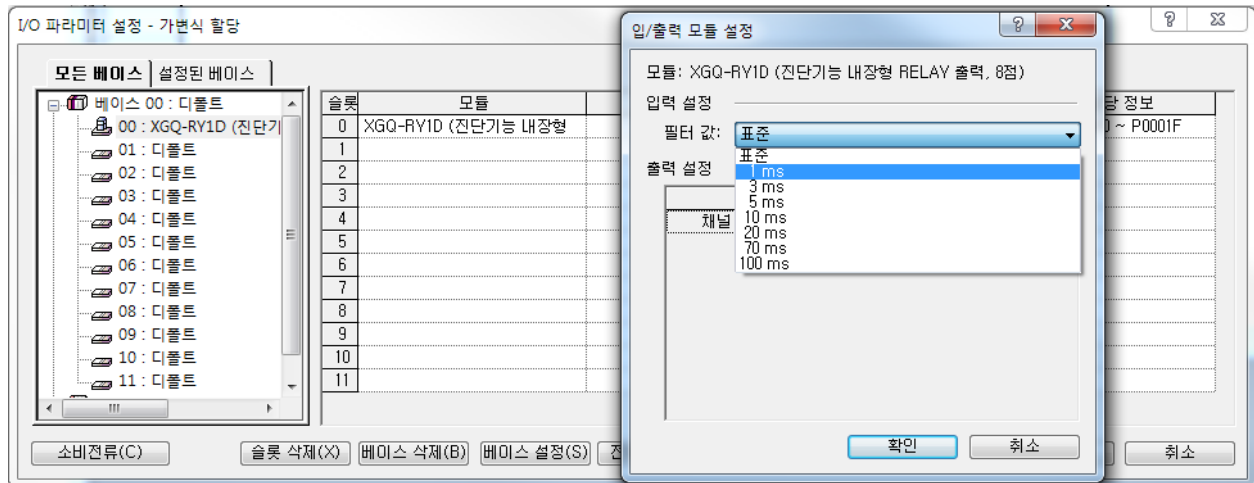 I/O 파라미터 설정 - 가변식 할당
모든 베이스 설정된 베이스
베이스 00 : 디폴트
00 : XGQ-RY1D (진단기
01 : 디폴트
02 : 디폴트
03 : 디폴트
04 : 디폴트
05 : 디폴트
06 : 디폴트
07 : 디폴트
08 : 디폴트
09 : 디폴트
10 : 디폴트
11 : 디폴트
슬롯 모듈 당 정보
0 XGQ-RY1D (진단기능 내장형 0 ~ P0001F
1
2
3
4
5
6
7
8
9
10
11
소비전류(C) 슬롯 삭제(X) 베이스 삭제(B) 베이스 설정(S) 취소
입/출력 모듈 설정
모듈: XGQ-RY1D (진단기능 내장형 RELAY 출력, 8점)
입력 설정
필터 값: 표준
표준
1 ms
3 ms
5 ms
10 ms
20 ms
70 ms
100 ms
출력 설정
채널
확인 취소